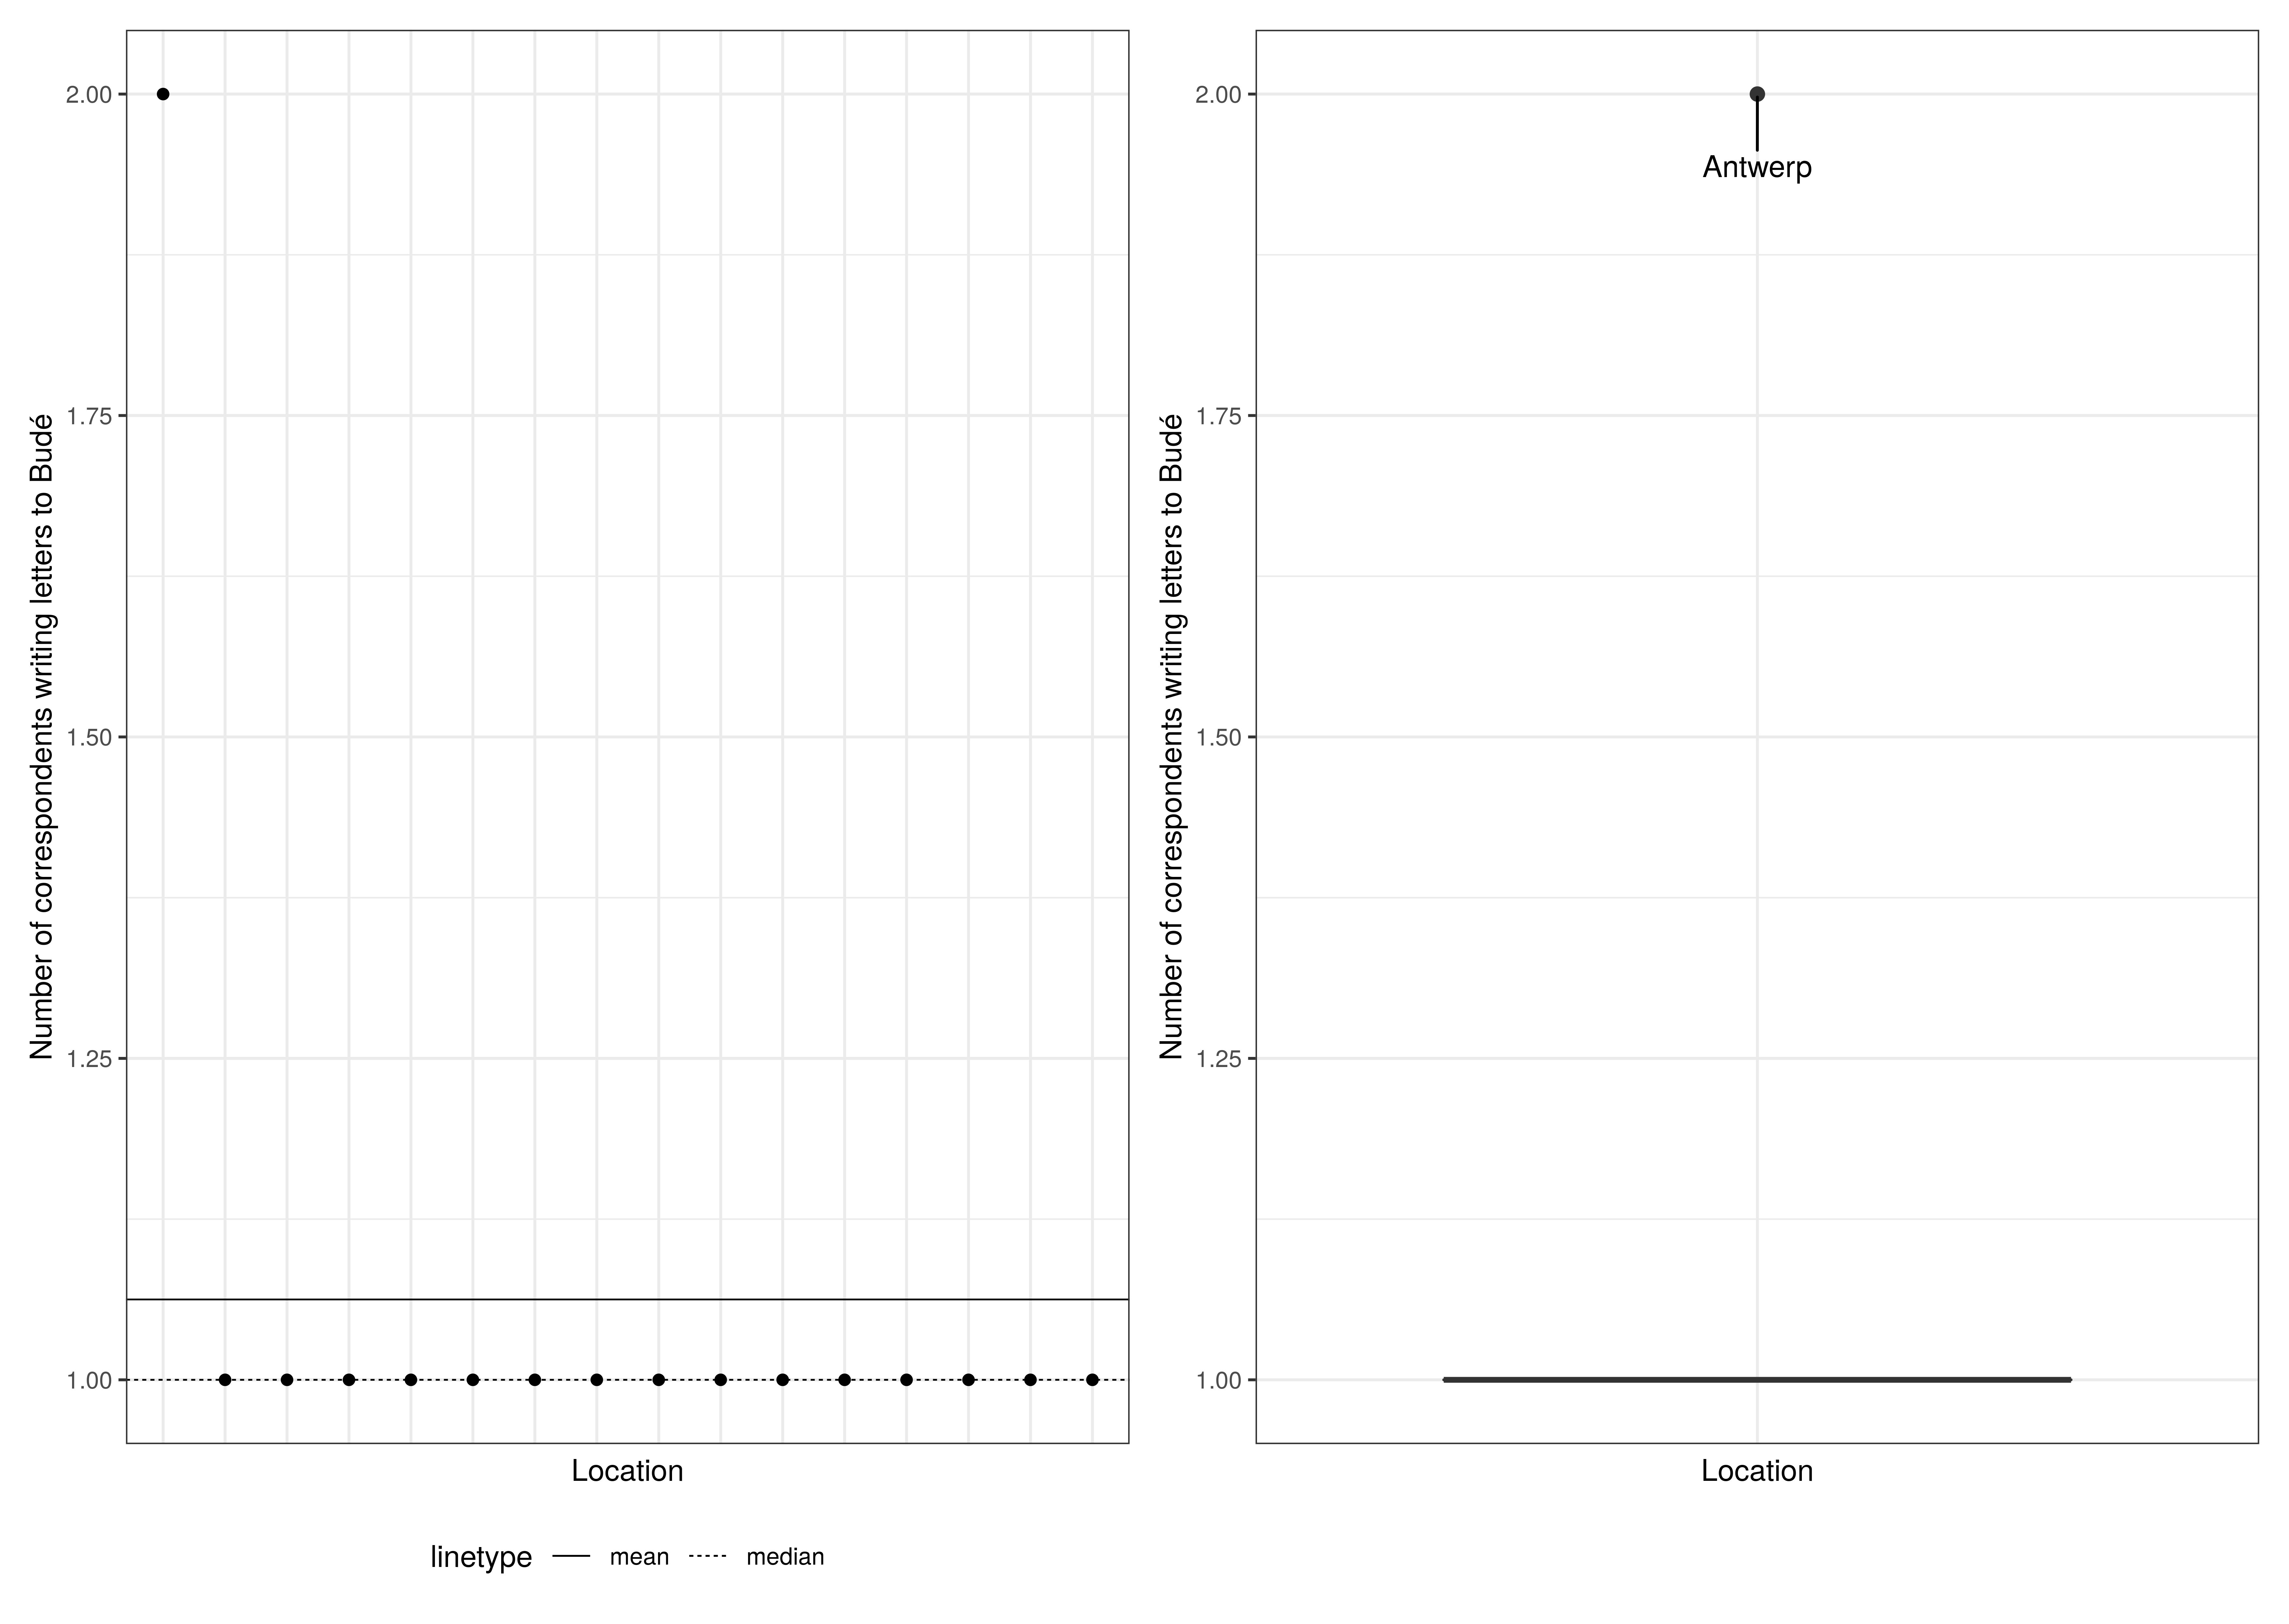 Number of correspondents writing letters to Budé
2.00
1.75
1.50
1.25
1.00
Location
linetype mean median
Number of correspondents writing letters to Budé
2.00
1.75
1.50
1.25
1.00
Antwerp
Location